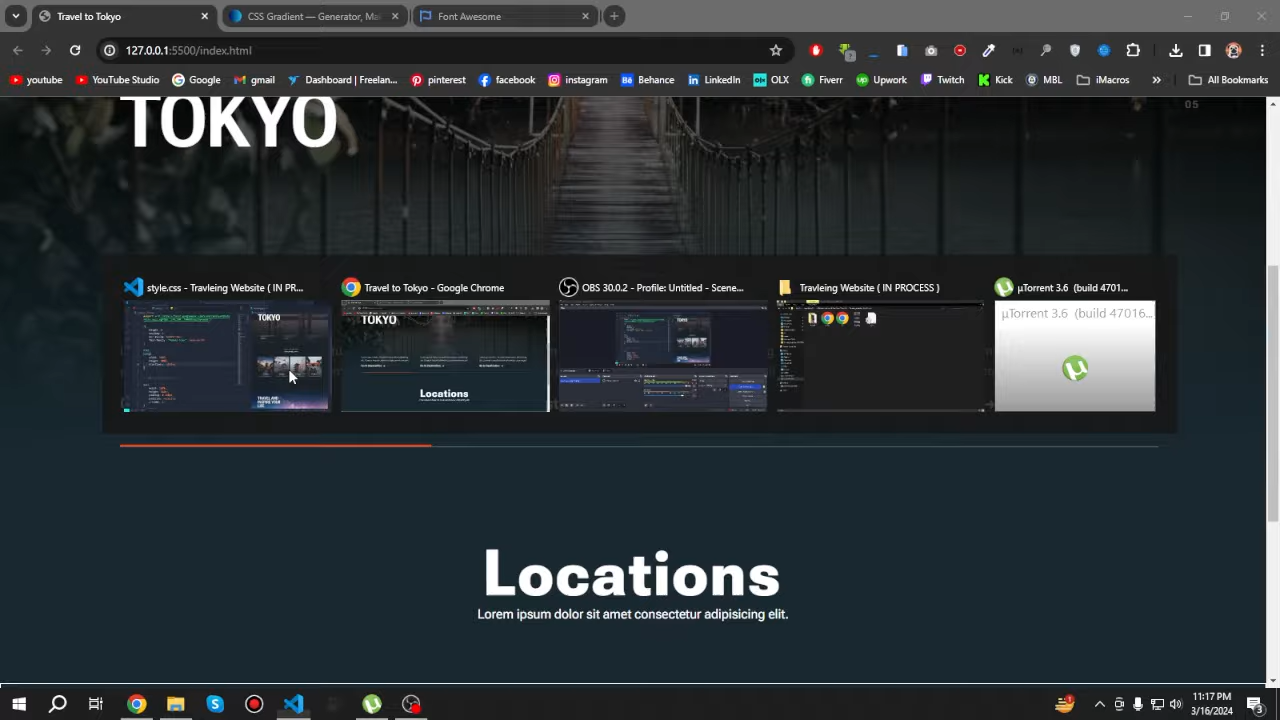 Travel to Tokyo
CSS Gradient — Generator, Ma
Font Awesome
127.0.0.1:5500/index.html
youtube
YouTube Studio
Google
gmail
Dashboard | Freelan...
pinterest
facebook
instagram
Behance
LinkedIn
OLX
Fiverr
Upwork
Twitch
Kick
MBL
iMacros
All Bookmarks
05
TOKYO
style.css - Travleing Website ( IN PR...
Travel to Tokyo - Google Chrome
OBS 30.0.2 - Profile: Untitled - Scene...
Travleing Website ( IN PROCESS )
µTorrent 3.6 (build 4701...
µTorrent 3.6 (build 47016...
TOKYO
TOKYO
Locations
Locations
Lorem ipsum dolor sit amet consectetur adipisicing elit.
11:17 PM
3/16/2024